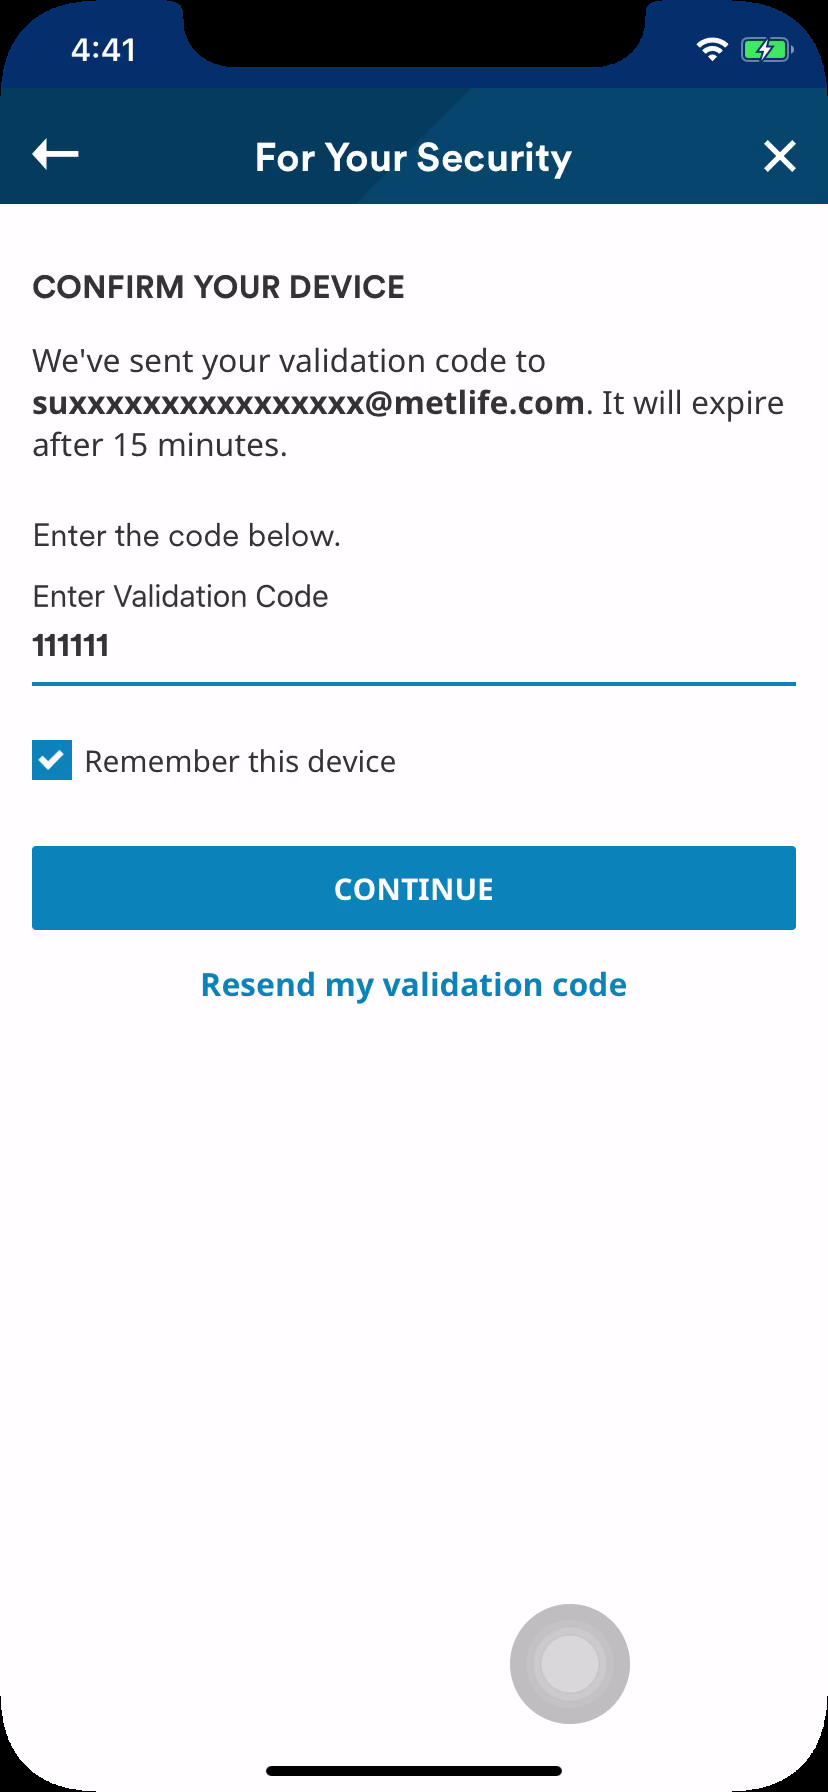 4:41
For Your Security
CONFIRM YOUR DEVICE
We've sent your validation code to
suxxxxxxxxxxxxxxxx@metlife.com. It will expire
after 15 minutes.
Enter the code below.
Enter Validation Code
111111
Remember this device
CONTINUE
Resend my validation code